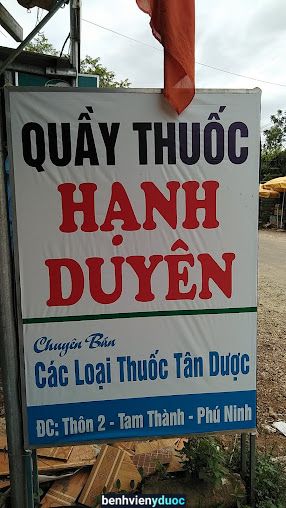 QUẦY THUỐC
HẠNH
DUYÊN
Chuyên Bán
Các Loại Thuốc Tân Dược
ĐC: Thôn 2 - Tam Thành - Phú Ninh
benhvienyduoc